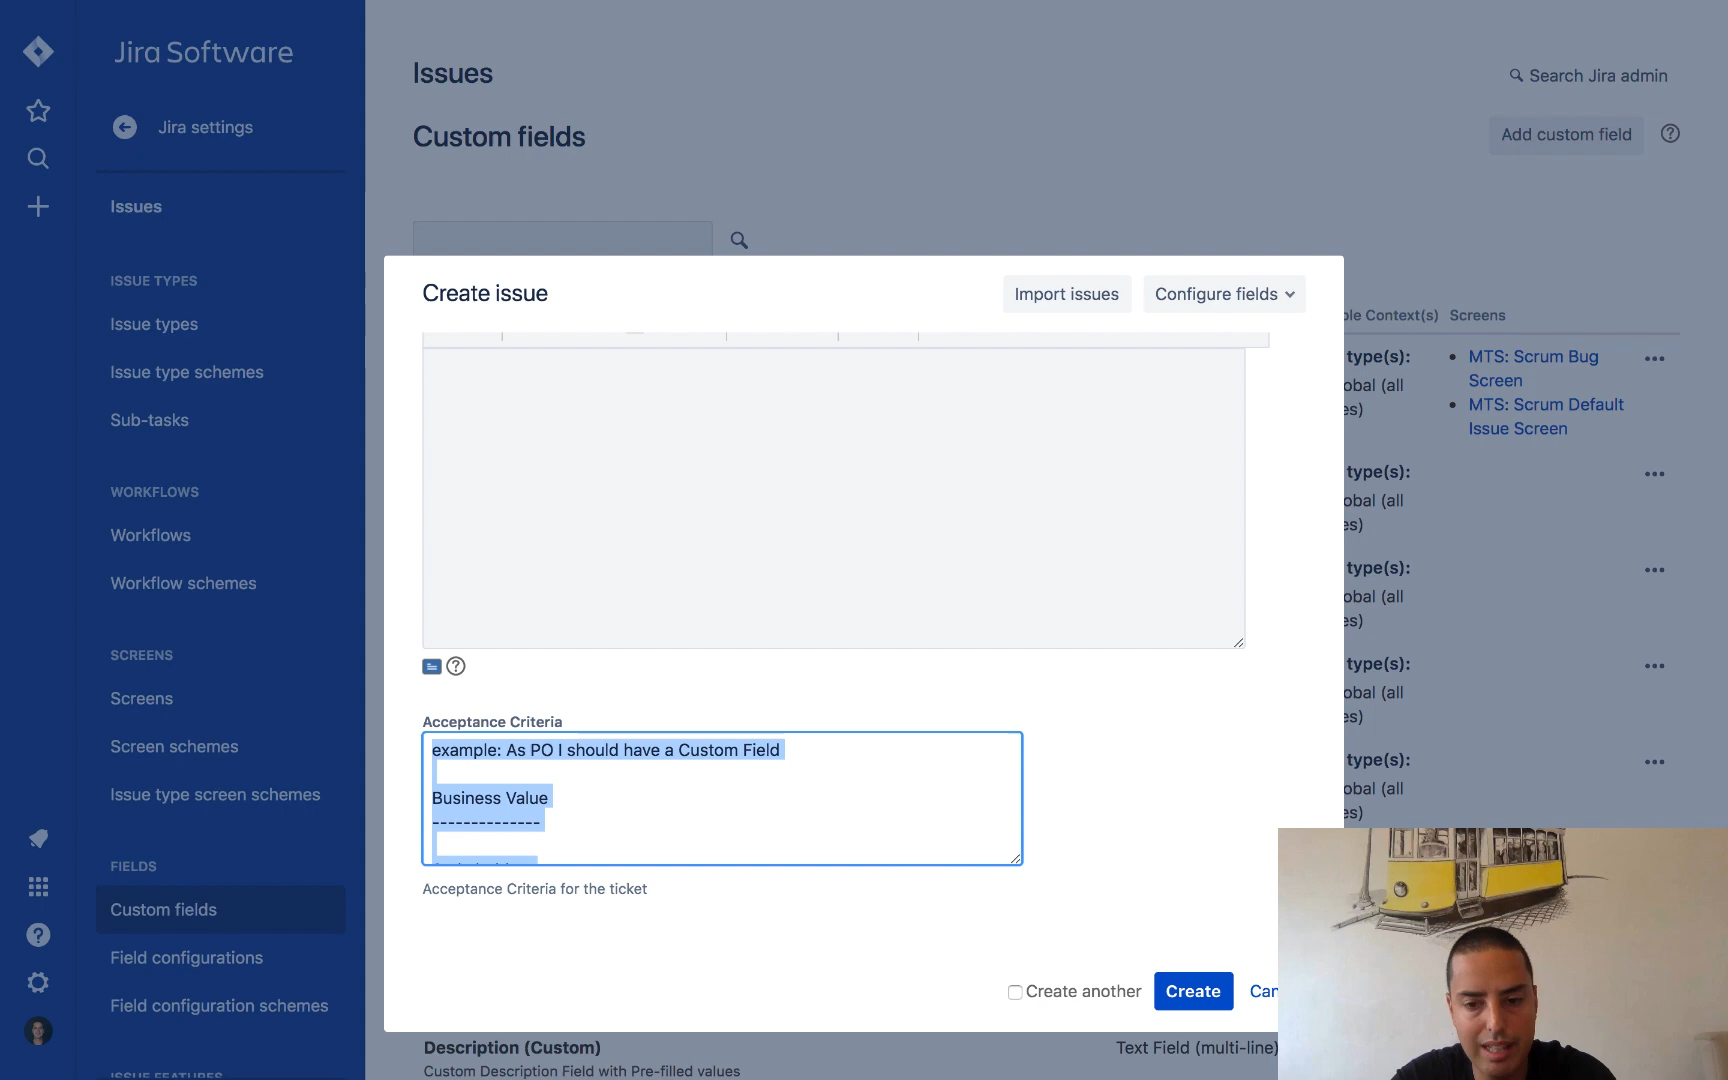 Jira Software
Jira settings
Issues
ISSUE TYPES
Issue types
Issue type schemes
Sub-tasks
WORKFLOWS
Workflows
Workflow schemes
SCREENS
Screens
Screen schemes
Issue type screen schemes
FIELDS
Custom fields
Field configurations
Field configuration schemes
ISSUE FEATURES
Issues
Search Jira admin
Custom fields
Add custom field
Create issue
Import issues
Configure fields
Acceptance Criteria
example: As PO I should have a Custom Field
Business Value
--------------
Acceptance Criteria for the ticket
Create another
Create
Can
ble Context(s) Screens
type(s):
obal (all
es)
MTS: Scrum Bug
Screen
MTS: Scrum Default
Issue Screen
type(s):
obal (all
es)
type(s):
obal (all
es)
type(s):
obal (all
es)
type(s):
obal (all
es)
Description (Custom)
Text Field (multi-line)
Custom Description Field with Pre-filled values